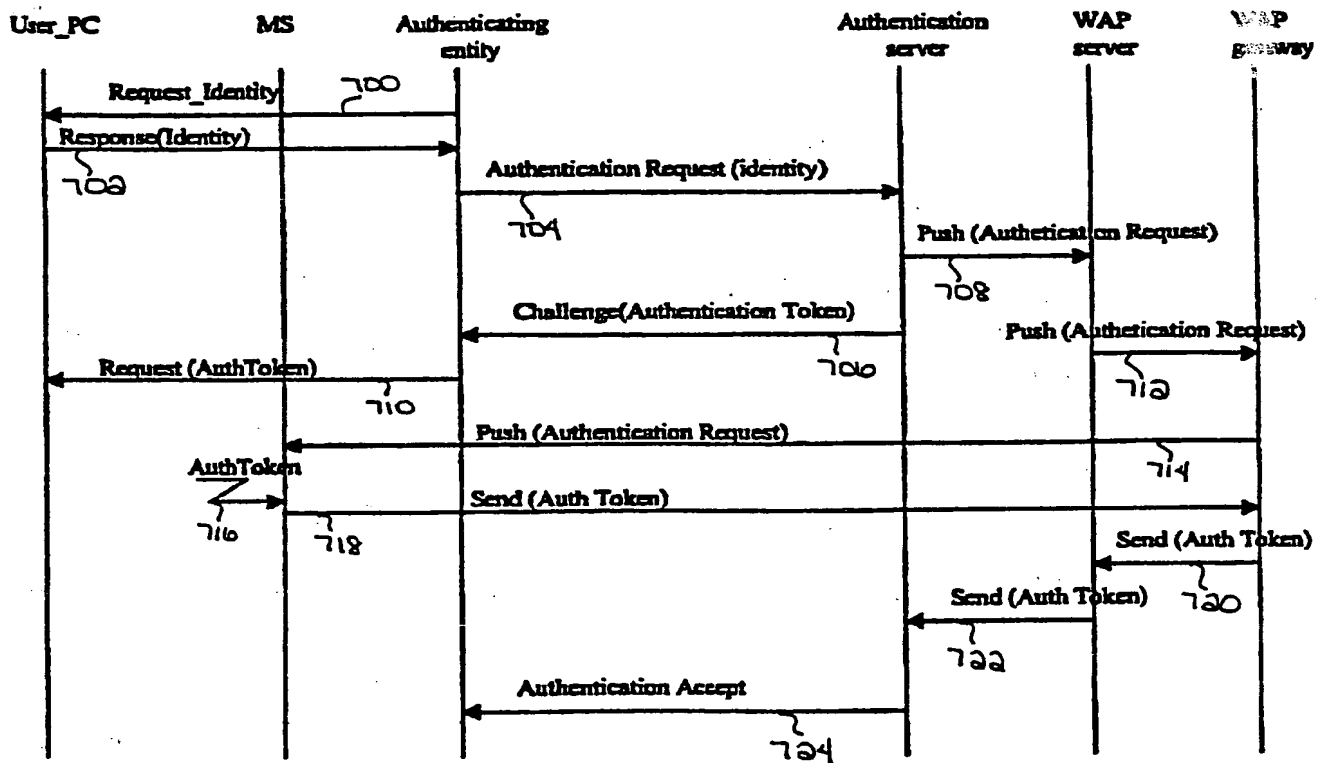 User_PC
MS
Authenticating
entity
Authentication
server
WAP
server
WAP
gateway
Request_Identity
700
Response(Identity)
702
Authentication Request (identity)
704
Push (Authetication Request)
708
Challenge(Authentication Token)
706
Push (Authetication Request)
712
Request (AuthToken)
710
Push (Authentication Request)
714
AuthToken
716
Send (Auth Token)
718
Send (Auth Token)
720
Send (Auth Token)
722
Authentication Accept
724